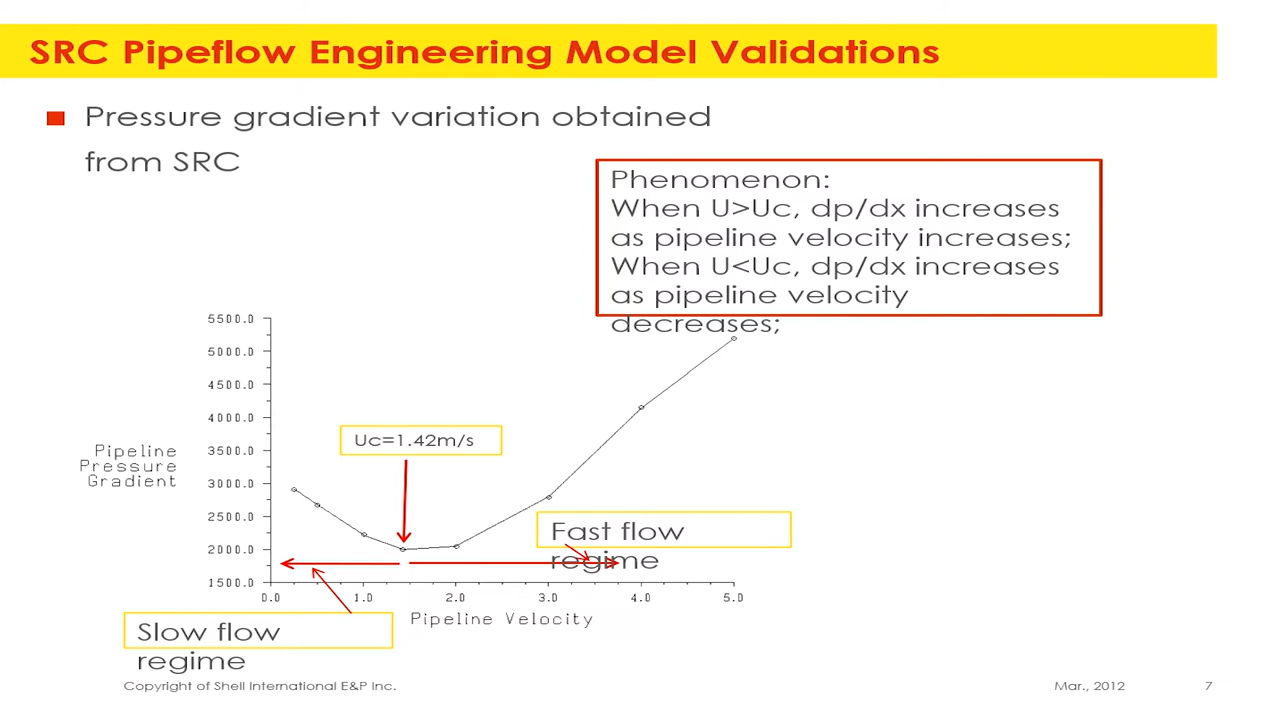 SRC Pipeflow Engineering Model Validations
Pressure gradient variation obtained
from SRC
Phenomenon:
When U>Uc, dp/dx increases
as pipeline velocity increases;
When U<Uc, dp/dx increases
as pipeline velocity
decreases;
5500.0
5000.0
4500.0
4000.0
3500.0
3000.0
2500.0
2000.0
1500.0
Pipeline
Pressure
Gradient
Uc=1.42m/s
Fast flow
regime
0.0 1.0 2.0 3.0 4.0 5.0
Pipeline Velocity
Slow flow
regime
Copyright of Shell International E&P Inc.
Mar., 2012
7